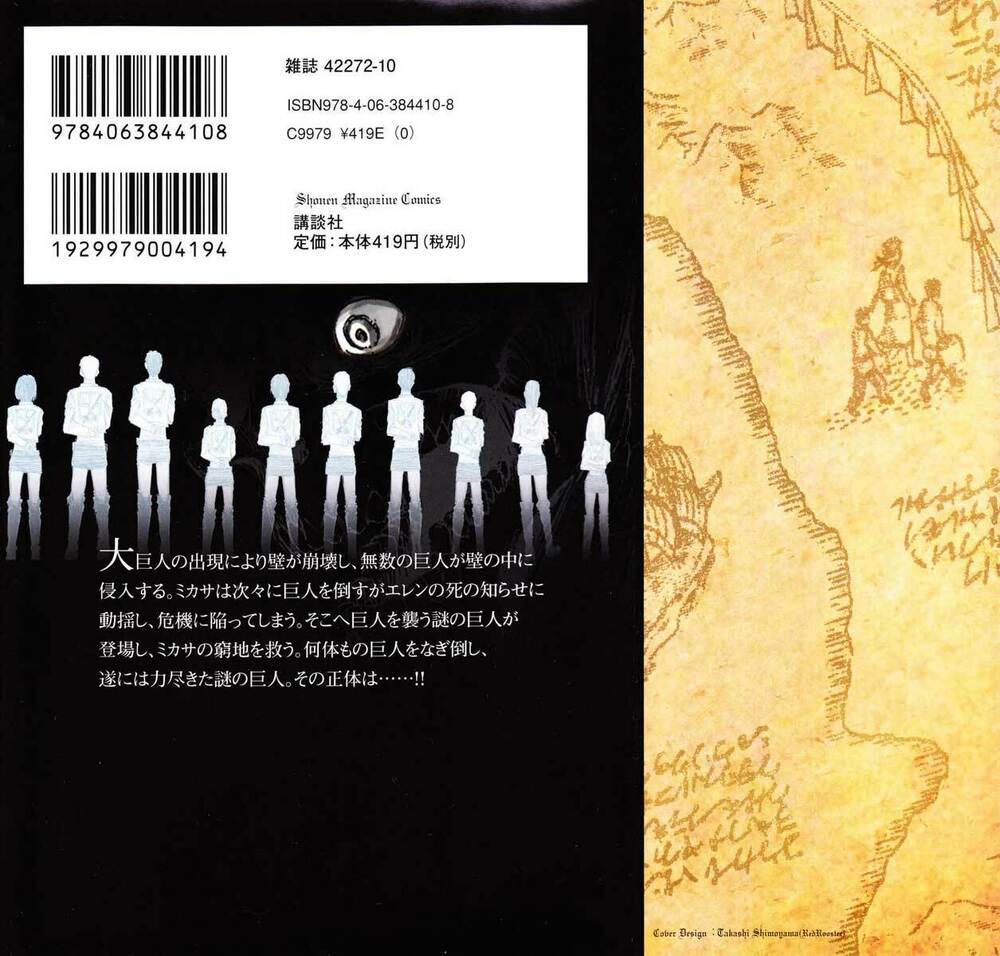 雑誌 42272-10
ISBN978-4-06-384410-8
C9979 ¥419E (0)
9784063844108
Shonen Magazine Comics
講談社
定価:本体419円(税別)
1929979004194
大巨人の出現により壁が崩壊し、無数の巨人が壁の中に
侵入する。ミカサは次々に巨人を倒すがエレンの死の知らせに
動揺し、危機に陥ってしまう。そこへ巨人を襲う謎の巨人が
登場し、ミカサの窮地を救う。何体もの巨人をなぎ倒し、
遂には力尽きた謎の巨人。その正体は……!!
Cover Design :Takashi Shimoyama(RedRooster)